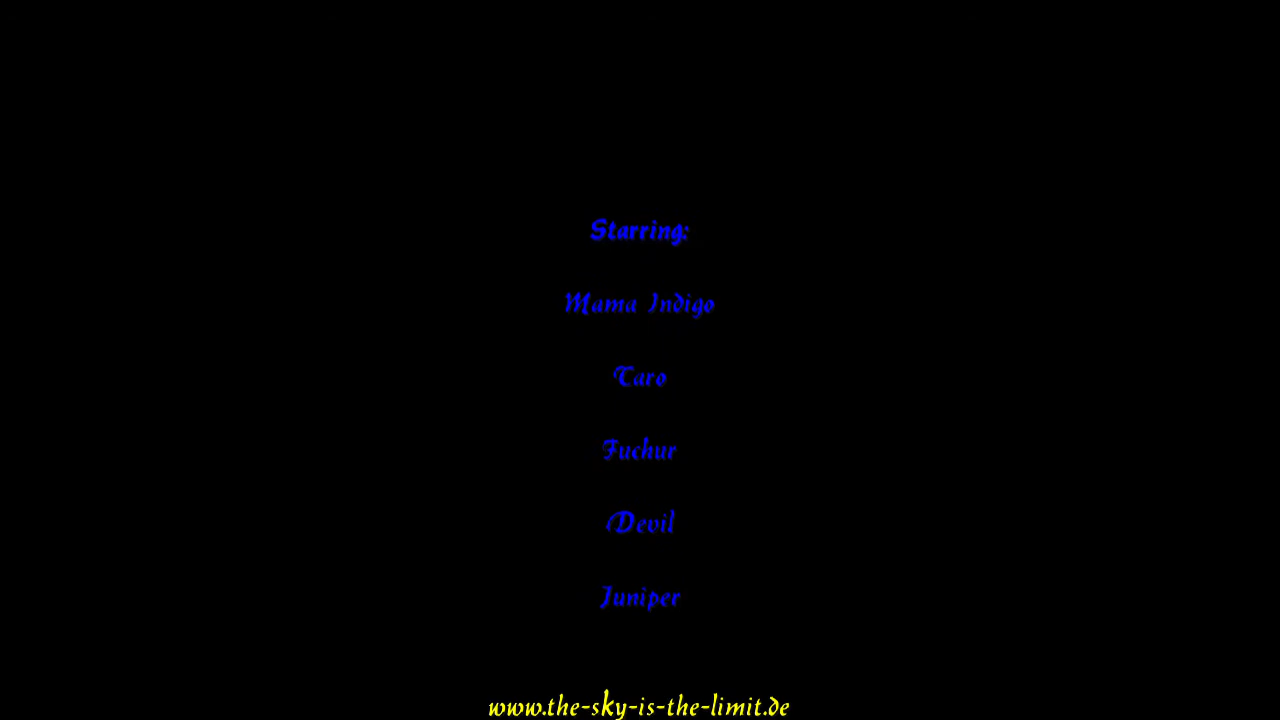 Starring:
Mama Indigo
Taro
Fuchur
Devil
Juniper
www.the-sky-is-the-limit.de